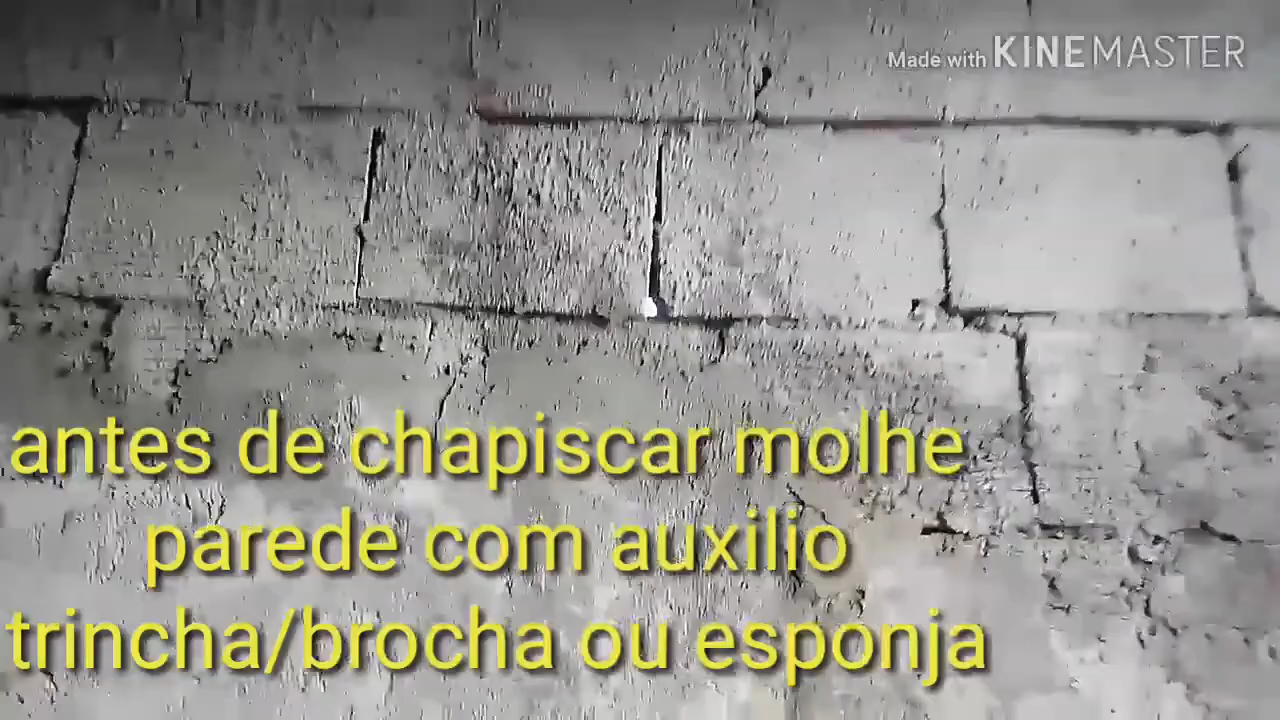 Made with KINEMASTER
antes de chapiscar molhe
parede com auxilio
trincha/brocha ou esponja